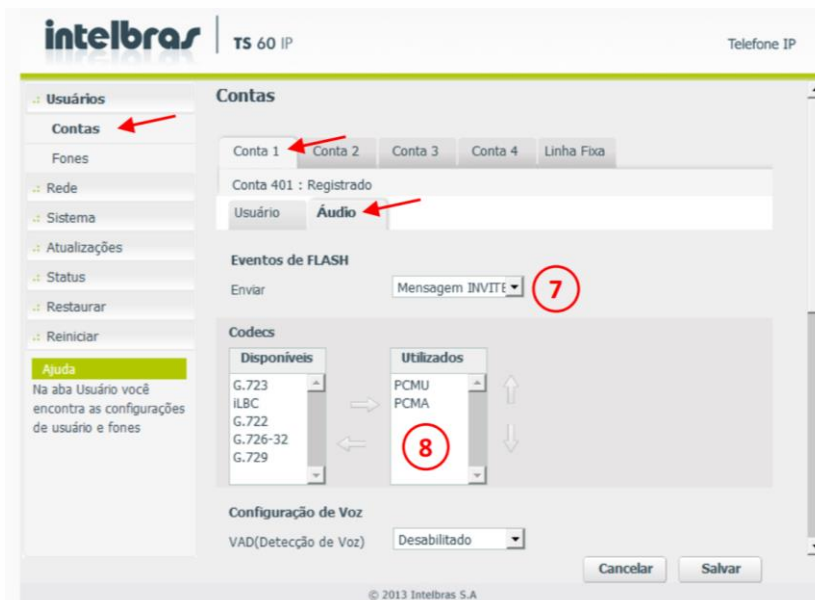 intelbras TS 60 IP Telefone IP
.: Usuários
Contas
Fones
.: Rede
.: Sistema
.: Atualizações
.: Status
.: Restaurar
.: Reiniciar
Ajuda
Na aba Usuário você
encontra as configurações
de usuário e fones
Contas
Conta 1 Conta 2 Conta 3 Conta 4 Linha Fixa
Conta 401 : Registrado
Usuário Áudio
Eventos de FLASH
Enviar Mensagem INVITE 7
Codecs
Disponíveis Utilizados
G.723 PCMU
iLBC PCMA
G.722
G.726-32 8
G.729
Configuração de Voz
VAD(Detecção de Voz) Desabilitado
Cancelar Salvar
© 2013 Intelbras S.A